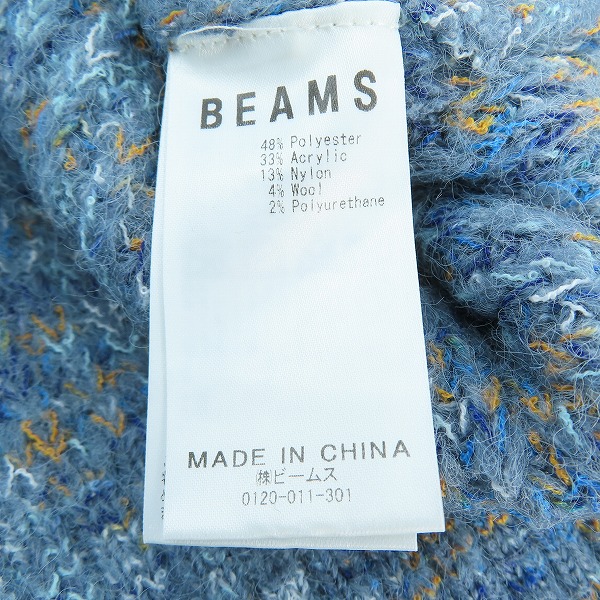 BEAMS
48% Polyester
33% Acrylic
13% Nylon
4% Wool
2% Polyurethane
MADE IN CHINA
㈱ビームス
0120-011-301